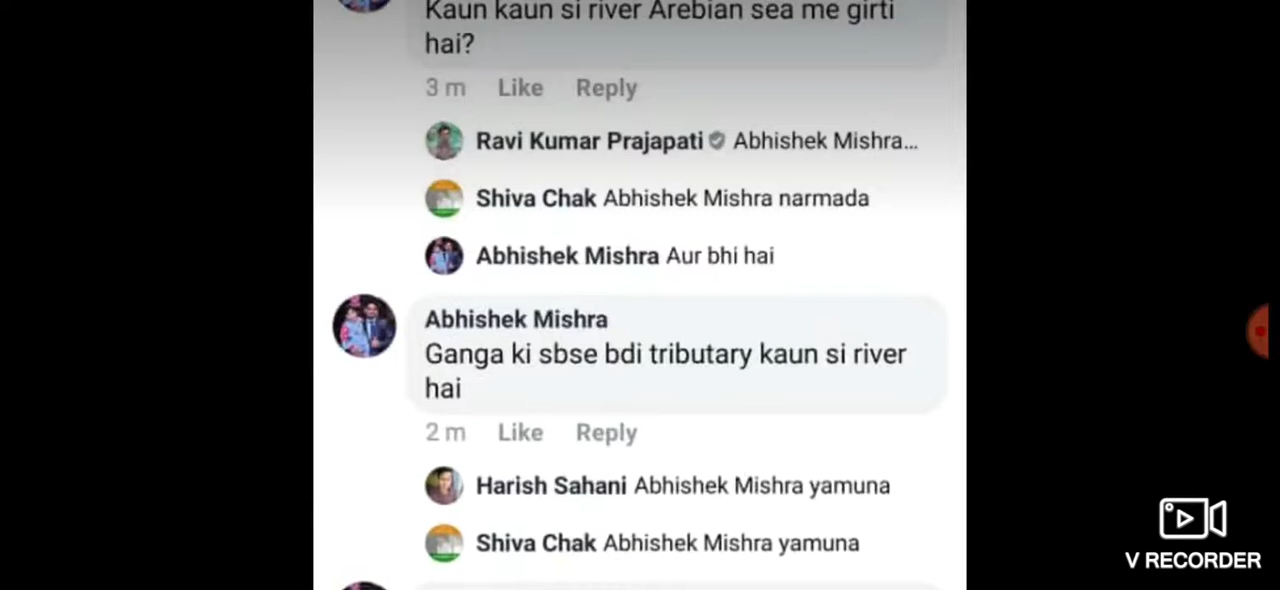 Kaun kaun si river Arebian sea me girti
hai?
3 m Like Reply
Ravi Kumar Prajapati Abhishek Mishra...
Shiva Chak Abhishek Mishra narmada
Abhishek Mishra Aur bhi hai
Abhishek Mishra
Ganga ki sbse bdi tributary kaun si river
hai
2 m Like Reply
Harish Sahani Abhishek Mishra yamuna
Shiva Chak Abhishek Mishra yamuna
V RECORDER